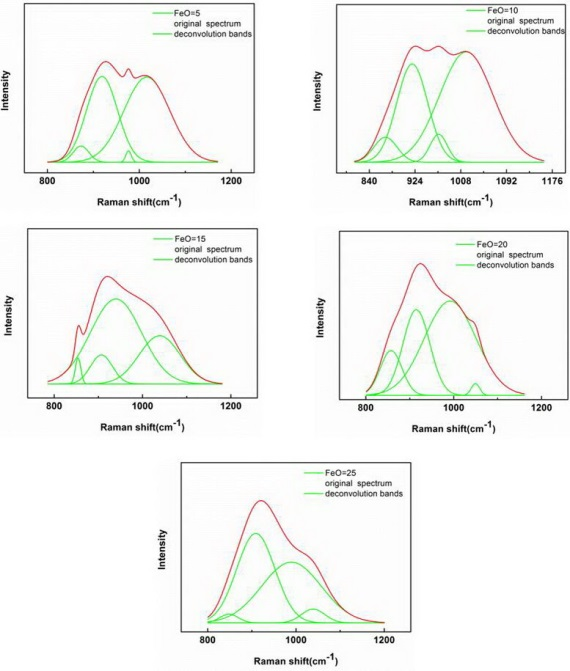 FeO=5
original spectrum
deconvolution bands
Intensity
800 1000 1200
Raman shift(cm-1)
FeO=10
original spectrum
deconvolution bands
Intensity
840 924 1008 1092 1176
Raman shift(cm-1)
FeO=15
original spectrum
deconvolution bands
Intensity
800 1000 1200
Raman shift(cm-1)
FeO=20
original spectrum
deconvolution bands
Intensity
800 1000 1200
Raman shift(cm-1)
FeO=25
original spectrum
deconvolution bands
Intensity
800 1000 1200
Raman shift(cm-1)